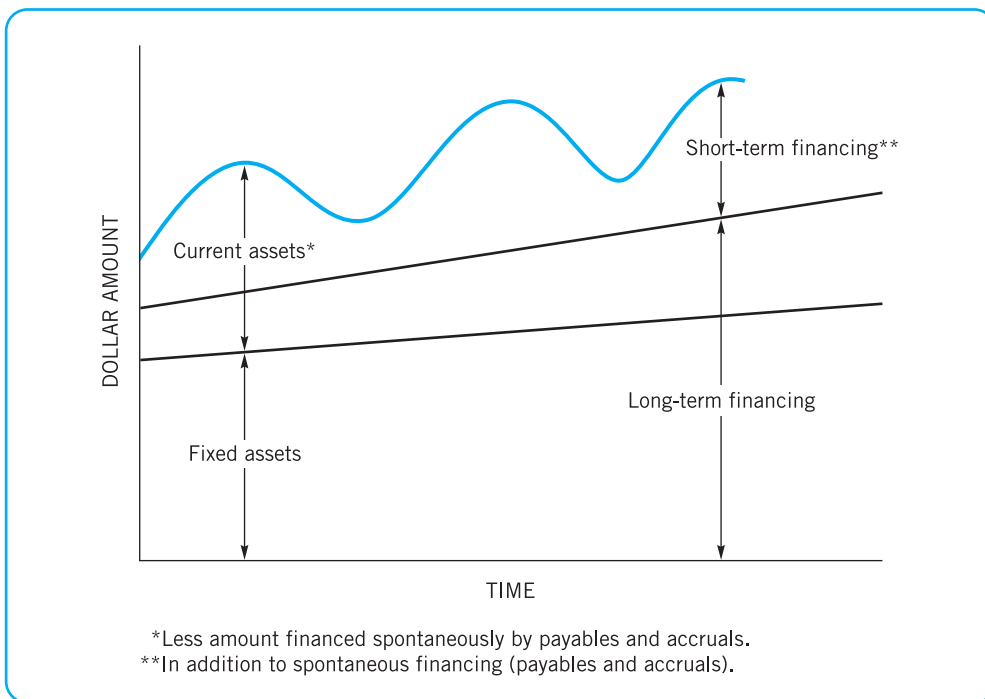 Short-term financing**
Current assets*
DOLLAR AMOUNT
Long-term financing
Fixed assets
TIME
*Less amount financed spontaneously by payables and accruals.
**In addition to spontaneous financing (payables and accruals).